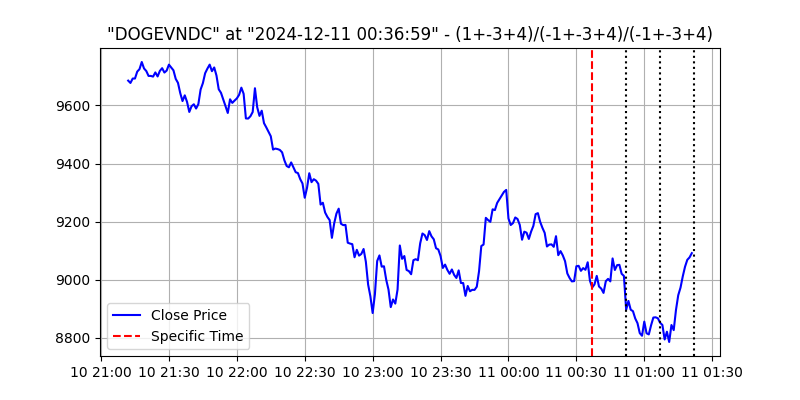 "DOGEVNDC" at "2024-12-11 00:36:59" - (1+-3+4)/(-1+-3+4)/(-1+-3+4)
9600
9400
9200
9000
8800
Close Price
Specific Time
10 21:00 10 21:30 10 22:00 10 22:30 10 23:00 10 23:30 11 00:00 11 00:30 11 01:00 11 01:30